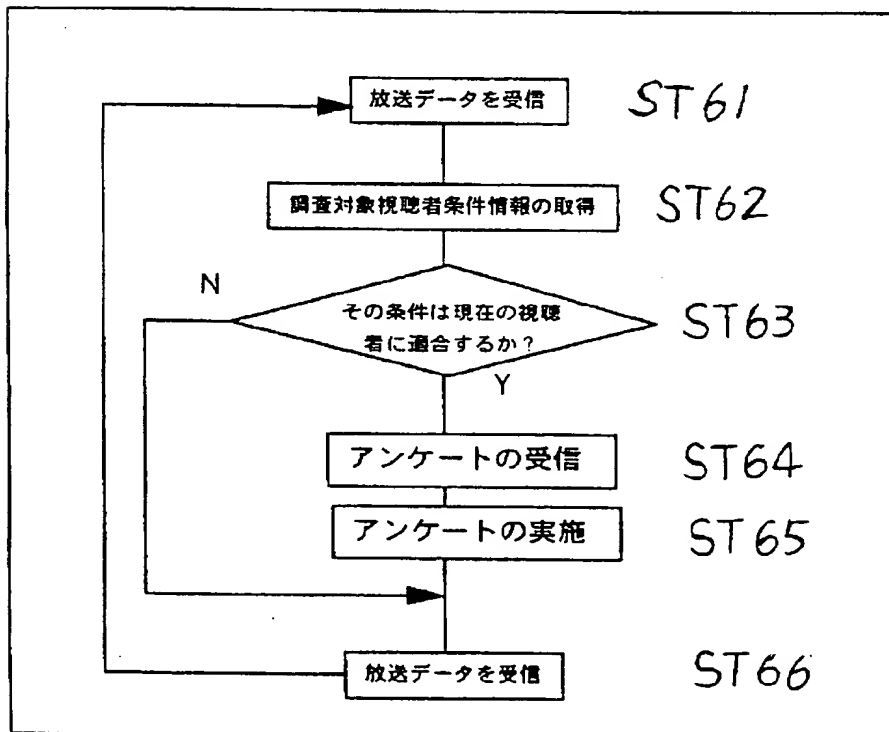 放送データを受信 ST61
調査対象視聴者条件情報の取得 ST62
N
その条件は現在の視聴
者に適合するか？ ST63
Y
アンケートの受信 ST64
アンケートの実施 ST65
放送データを受信 ST66